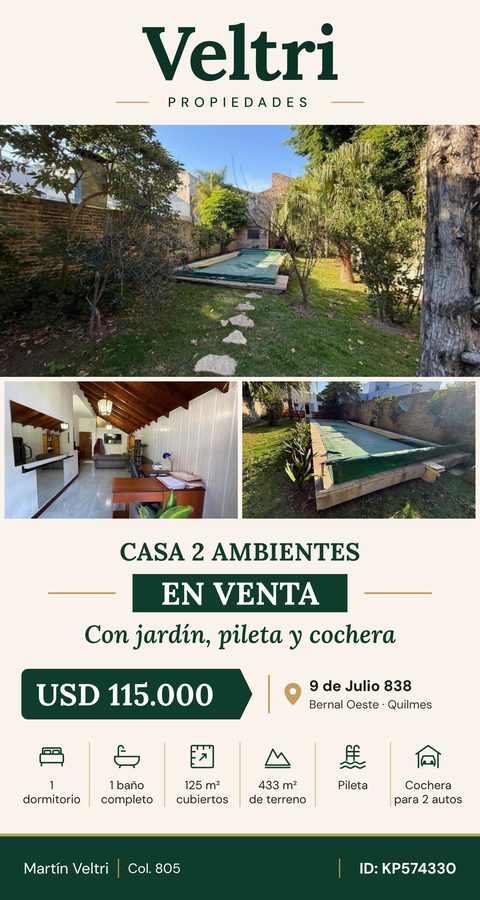 Veltri
PROPIEDADES
CASA 2 AMBIENTES
EN VENTA
Con jardín, pileta y cochera
USD 115.000
9 de Julio 838
Bernal Oeste · Quilmes
1
dormitorio
1 baño
completo
125 m²
cubiertos
433 m²
de terreno
Pileta
Cochera
para 2 autos
Martín Veltri
Col. 805
ID: KP574330